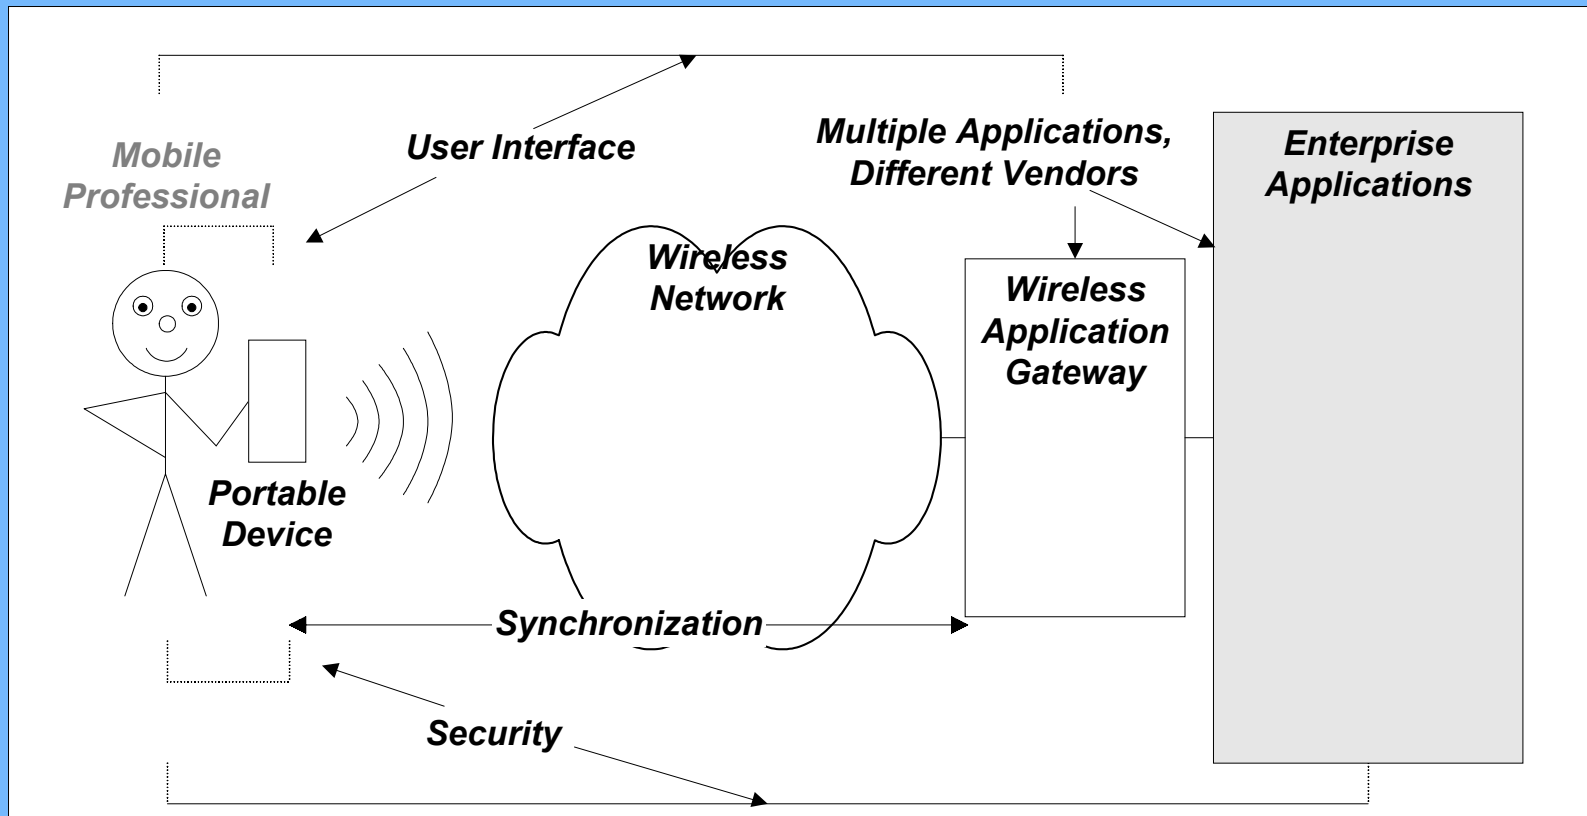 Mobile
Professional
User Interface
Multiple Applications,
Different Vendors
Enterprise
Applications
Wireless
Network
Wireless
Application
Gateway
Portable
Device
Synchronization
Security